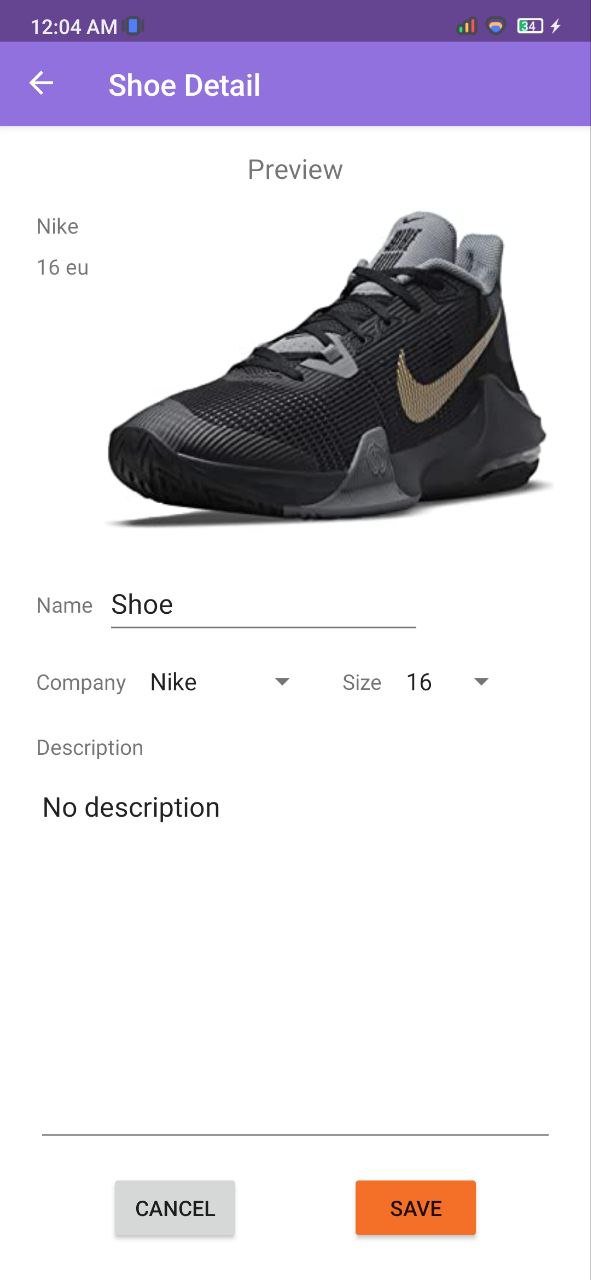 12:04 AM 34
Shoe Detail
Preview
Nike
16 eu
Name Shoe
Company Nike Size 16
Description
No description
CANCEL SAVE